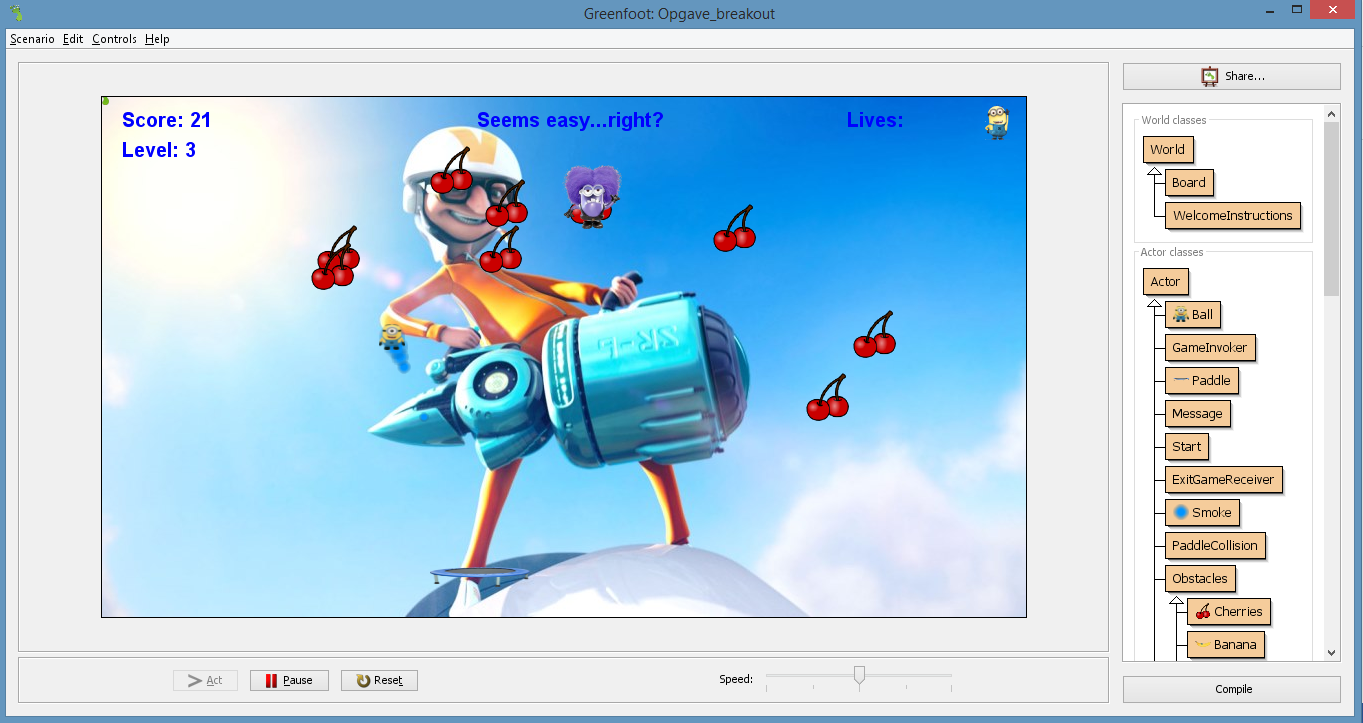 Greenfoot: Opgave_breakout
Scenario Edit Controls Help
Score: 21
Seems easy...right?
Lives:
Level: 3
Share...
World classes
World
Board
WelcomeInstructions
Actor classes
Actor
Ball
GameInvoker
Paddle
Message
Start
ExitGameReceiver
Smoke
PaddleCollision
Obstacles
Cherries
Banana
Act
Pause
Reset
Speed:
Compile